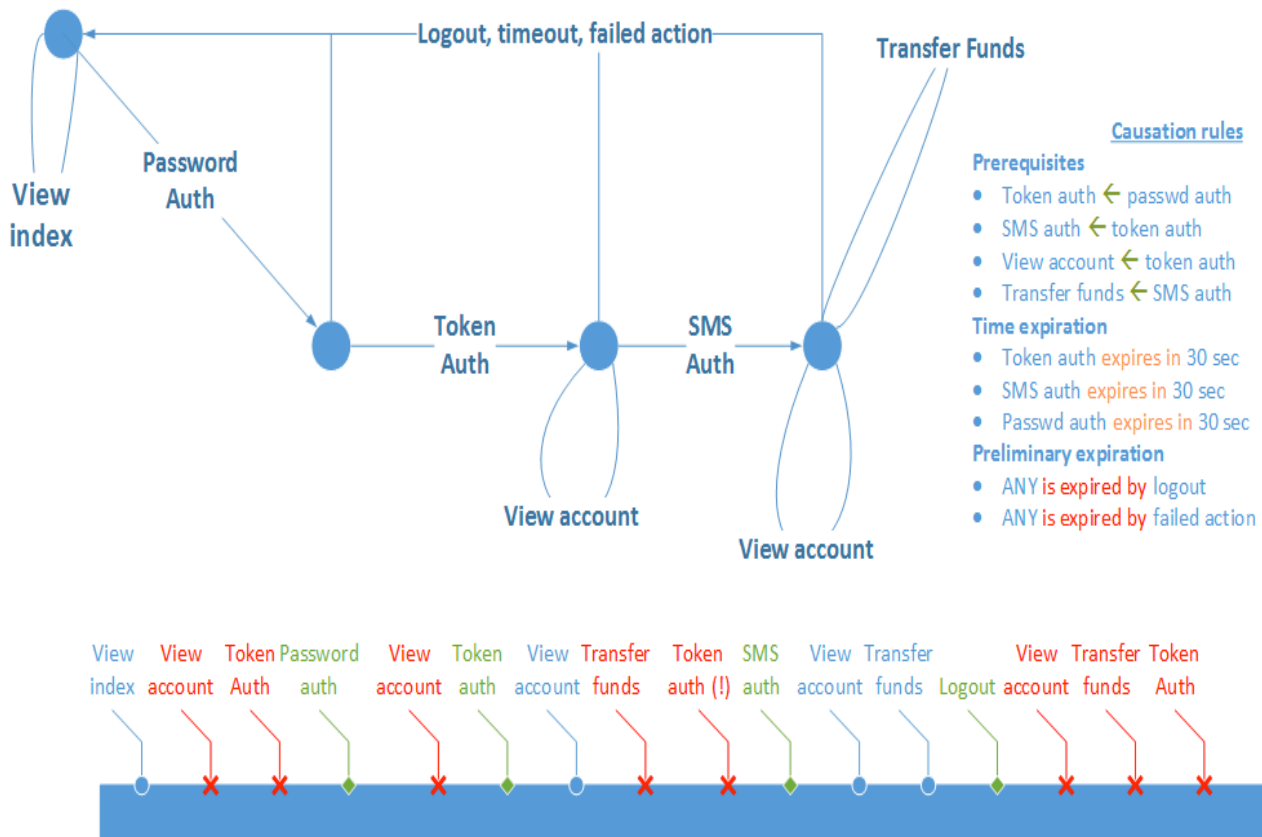 Logout, timeout, failed action
Transfer Funds
View
index
Password
Auth
Token
Auth
SMS
Auth
View account
View account
Causation rules
Prerequisites
• Token auth ← passwd auth
• SMS auth ← token auth
• View account ← token auth
• Transfer funds ← SMS auth
Time expiration
• Token auth expires in 30 sec
• SMS auth expires in 30 sec
• Passwd auth expires in 30 sec
Preliminary expiration
• ANY is expired by logout
• ANY is expired by failed action
View
index
View
account
Token
Auth
Password
auth
View
account
Token
auth
View
account
Transfer
funds
Token
auth (!)
SMS
auth
View
account
Transfer
funds
Logout
View
account
Transfer
funds
Token
Auth